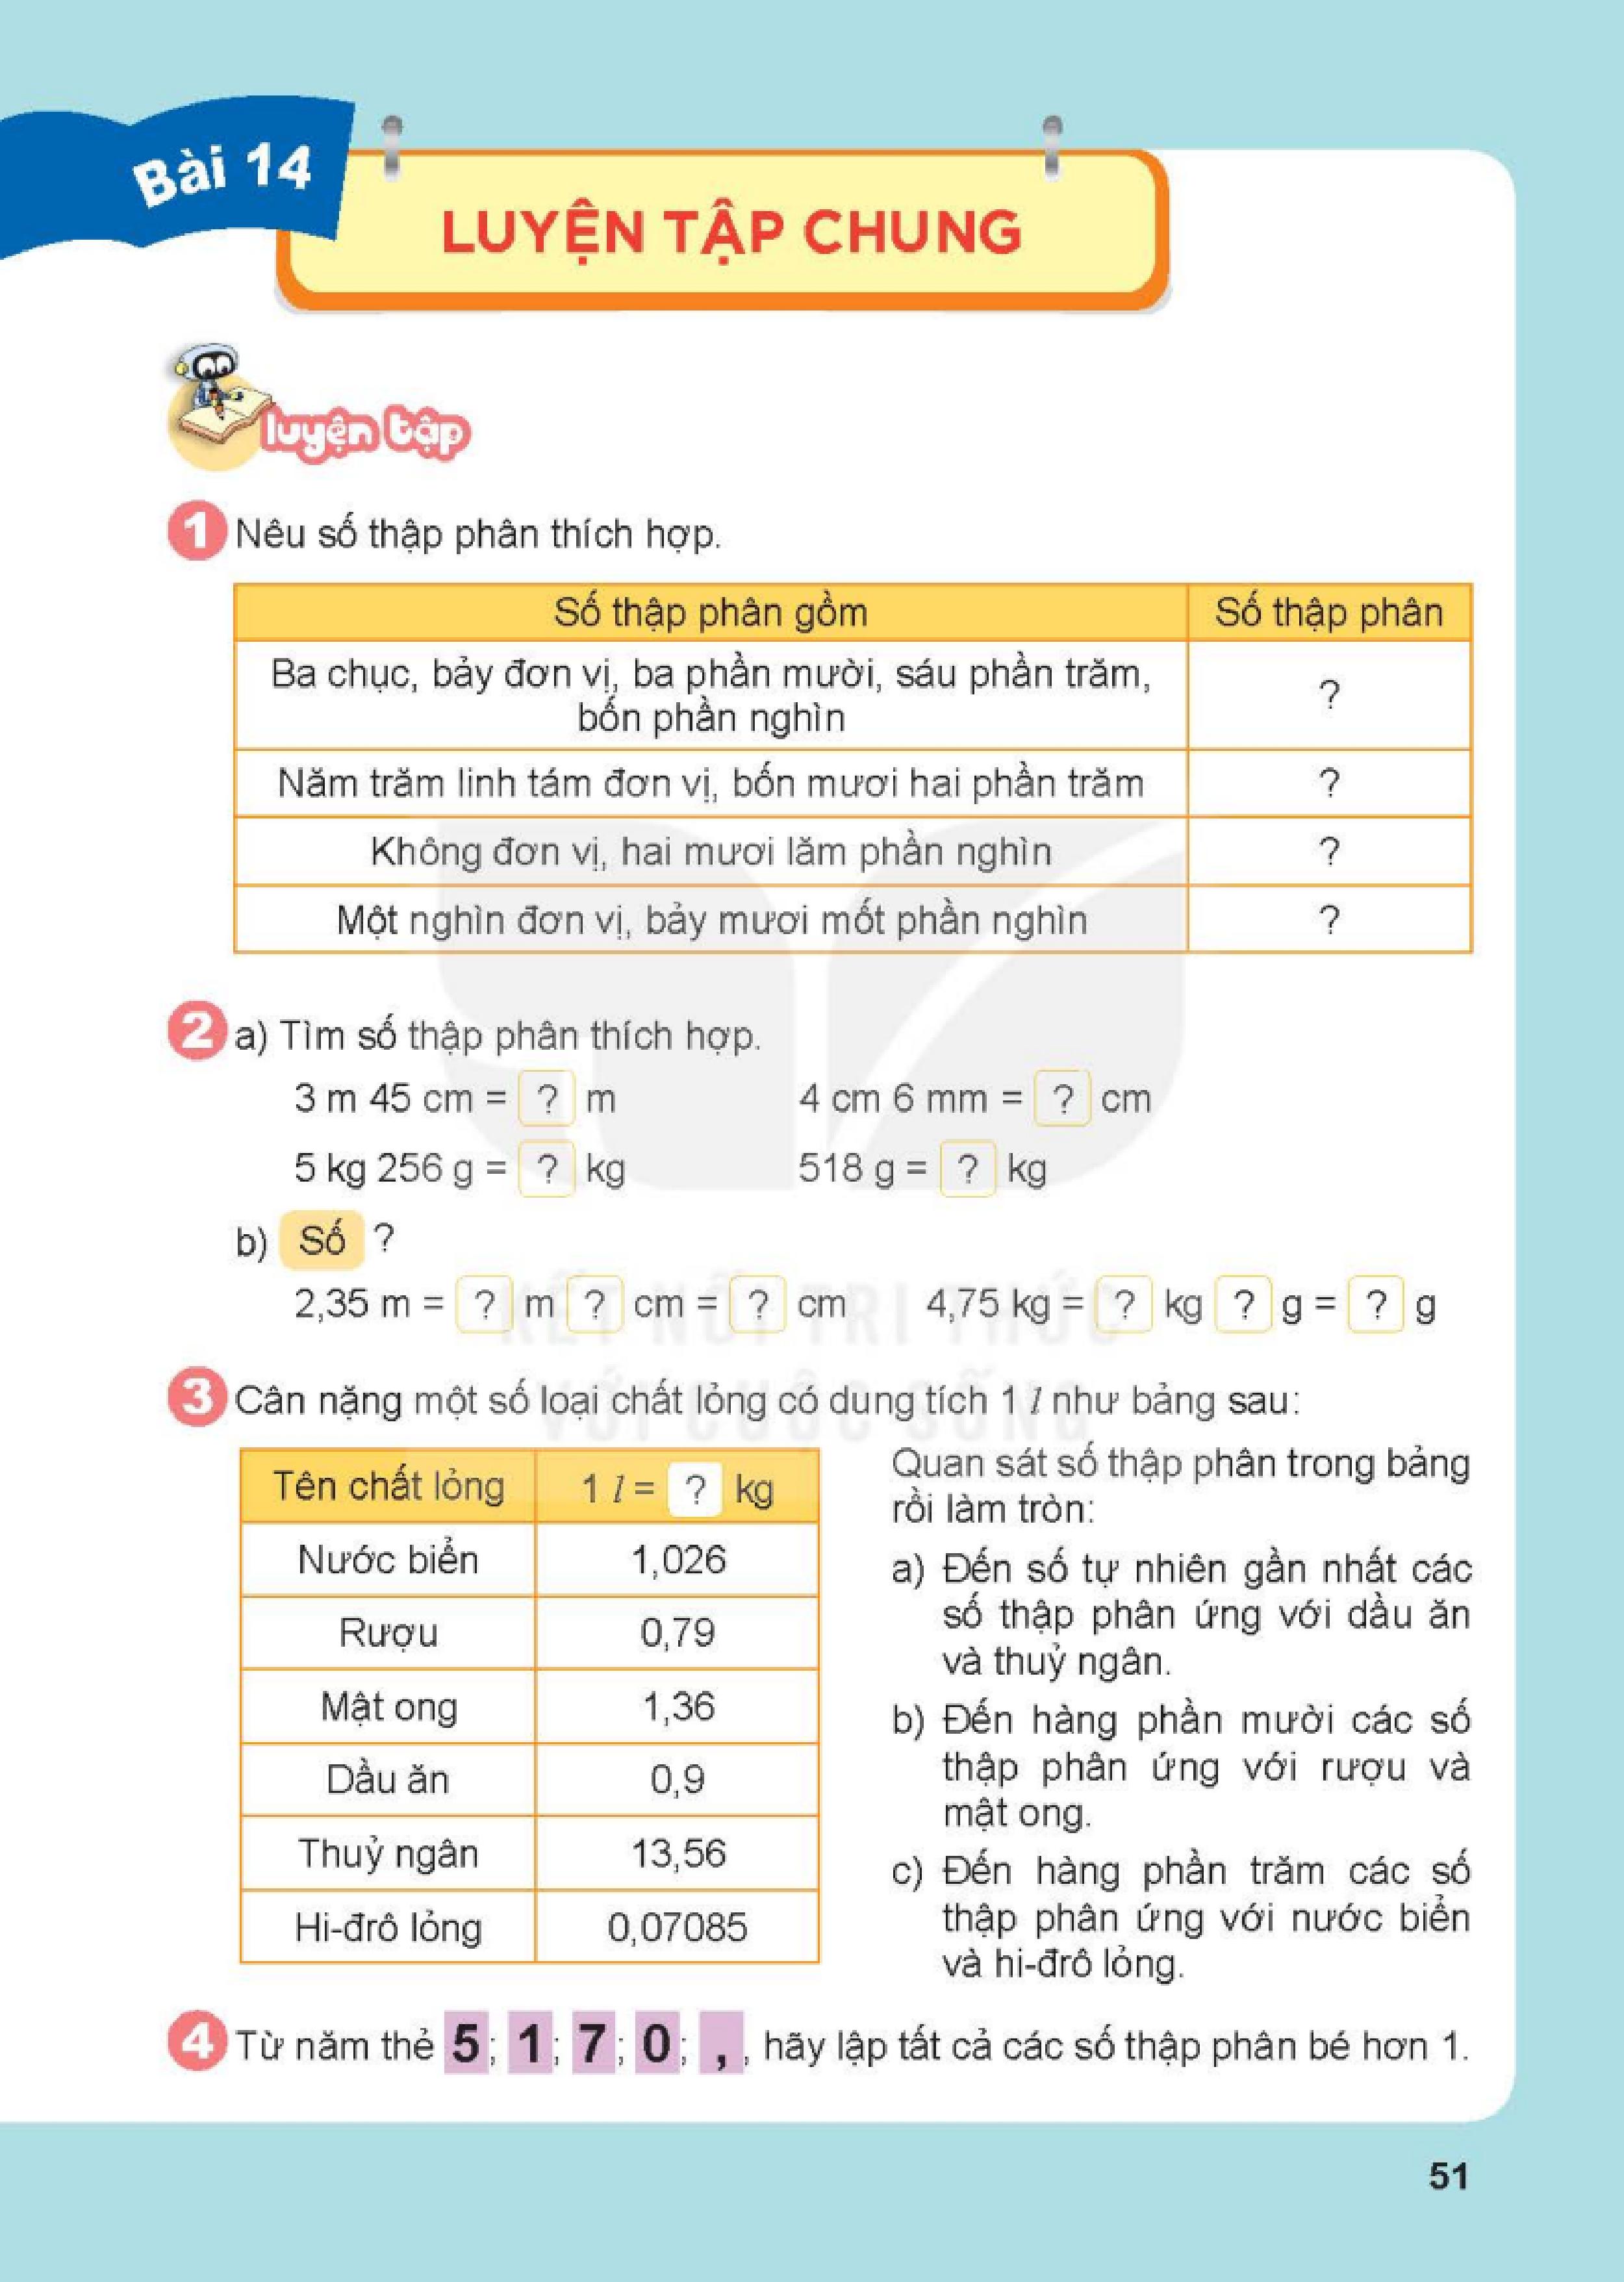 Bài 14
LUYỆN TẬP CHUNG
luyện tập
1 Nêu số thập phân thích hợp.
Số thập phân gồm Số thập phân
Ba chục, bảy đơn vị, ba phần mười, sáu phần trăm,
bốn phần nghìn ?
Năm trăm linh tám đơn vị, bốn mươi hai phần trăm ?
Không đơn vị, hai mươi lăm phần nghìn ?
Một nghìn đơn vị, bảy mươi mốt phần nghìn ?
2 a) Tìm số thập phân thích hợp.
3 m 45 cm = ? m 4 cm 6 mm = ? cm
5 kg 256 g = ? kg 518 g = ? kg
b) Số ?
2,35 m = ? m ? cm = ? cm 4,75 kg = ? kg ? g = ? g
KẾT NỐI TRI THỨC
VỚI CUỘC SỐNG
3 Cân nặng một số loại chất lỏng có dung tích 1 l như bảng sau:
Tên chất lỏng 1 l = ? kg
Nước biển 1,026
Rượu 0,79
Mật ong 1,36
Dầu ăn 0,9
Thuỷ ngân 13,56
Hi-đrô lỏng 0,07085
Quan sát số thập phân trong bảng
rồi làm tròn:
a) Đến số tự nhiên gần nhất các
số thập phân ứng với dầu ăn
và thuỷ ngân.
b) Đến hàng phần mười các số
thập phân ứng với rượu và
mật ong.
c) Đến hàng phần trăm các số
thập phân ứng với nước biển
và hi-đrô lỏng.
4 Từ năm thẻ 5; 1; 7; 0; , , hãy lập tất cả các số thập phân bé hơn 1.
51